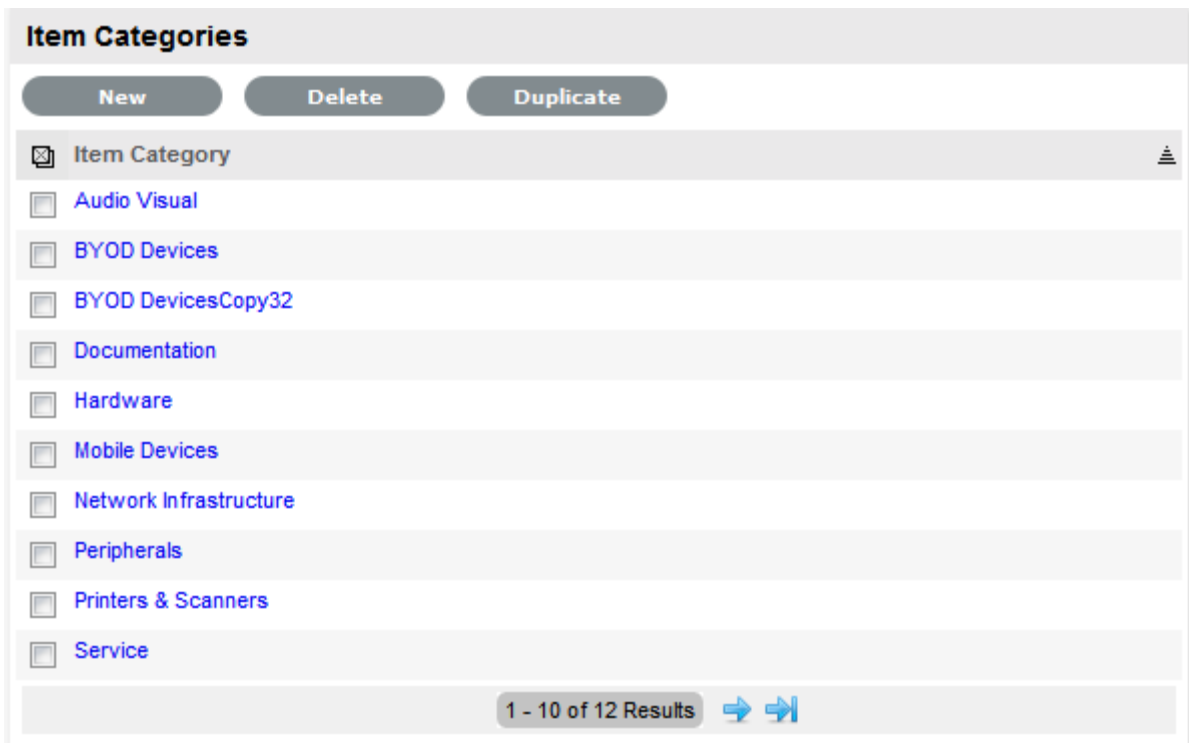 Item Categories
New Delete Duplicate
Item Category
Audio Visual
BYOD Devices
BYOD DevicesCopy32
Documentation
Hardware
Mobile Devices
Network Infrastructure
Peripherals
Printers & Scanners
Service
1 - 10 of 12 Results